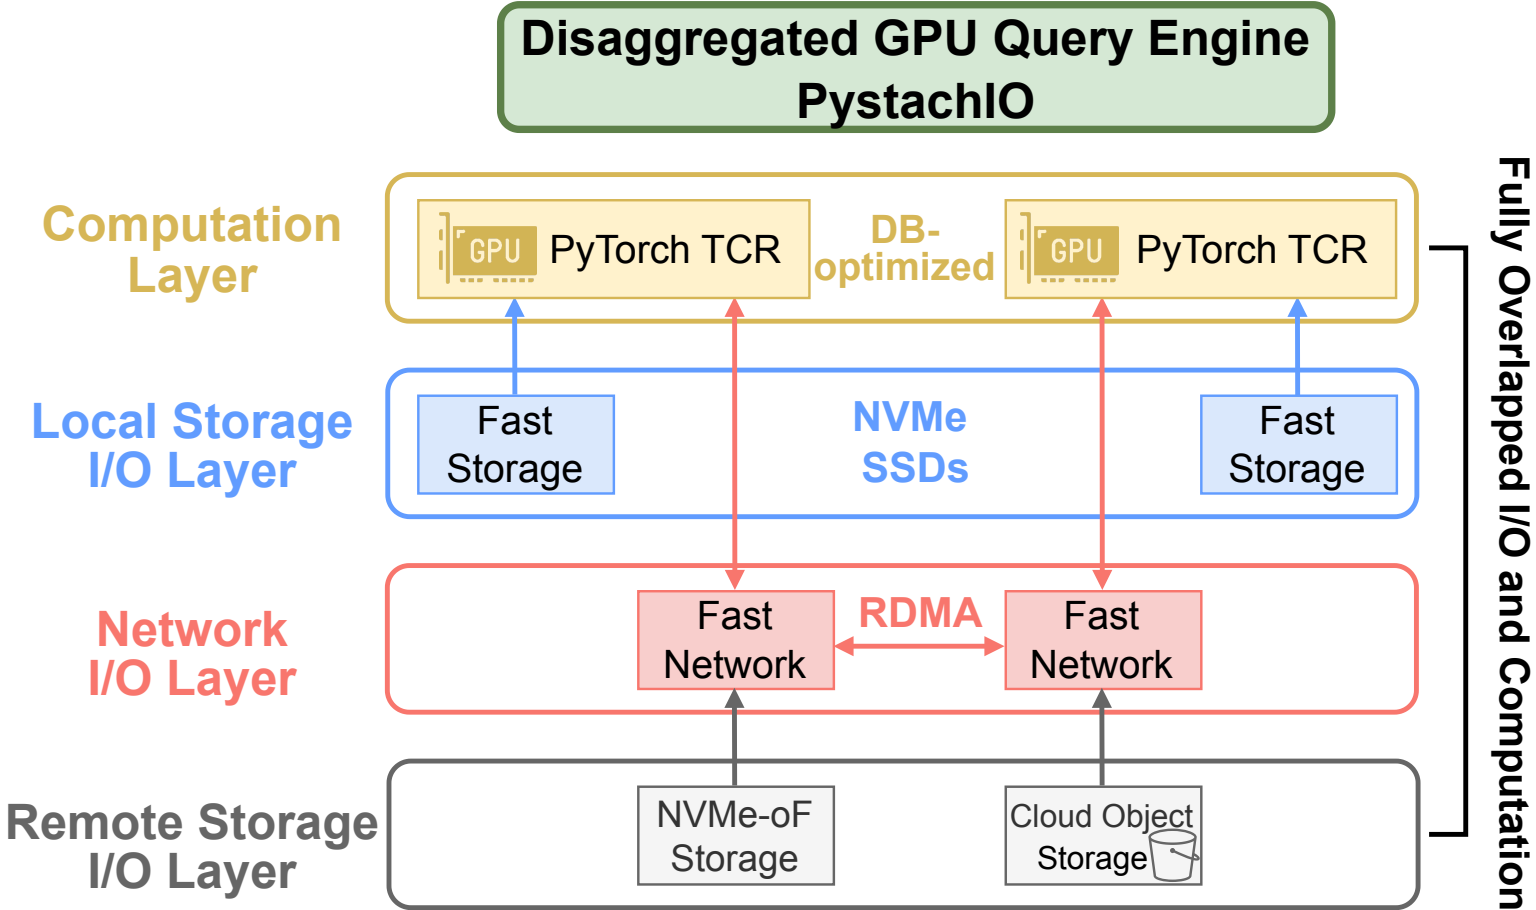 Disaggregated GPU Query Engine
PystachIO
Computation
Layer
GPU
PyTorch TCR
DB-
optimized
GPU
PyTorch TCR
Local Storage
I/O Layer
Fast
Storage
NVMe
SSDs
Fast
Storage
Network
I/O Layer
Fast
Network
RDMA
Fast
Network
Remote Storage
I/O Layer
NVMe-oF
Storage
Cloud Object
Storage
Fully Overlapped I/O and Computation